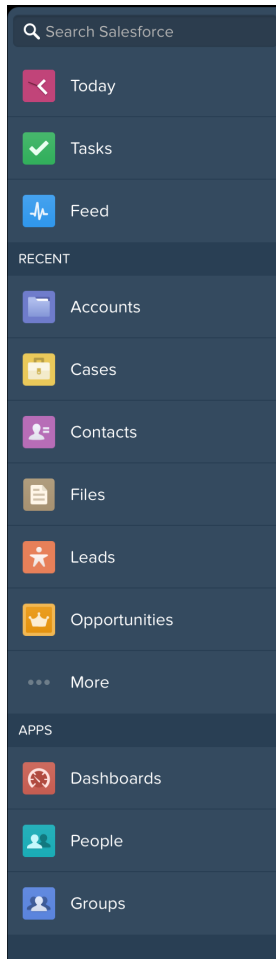 Search Salesforce
Today
Tasks
Feed
RECENT
Accounts
Cases
Contacts
Files
Leads
Opportunities
More
APPS
Dashboards
People
Groups